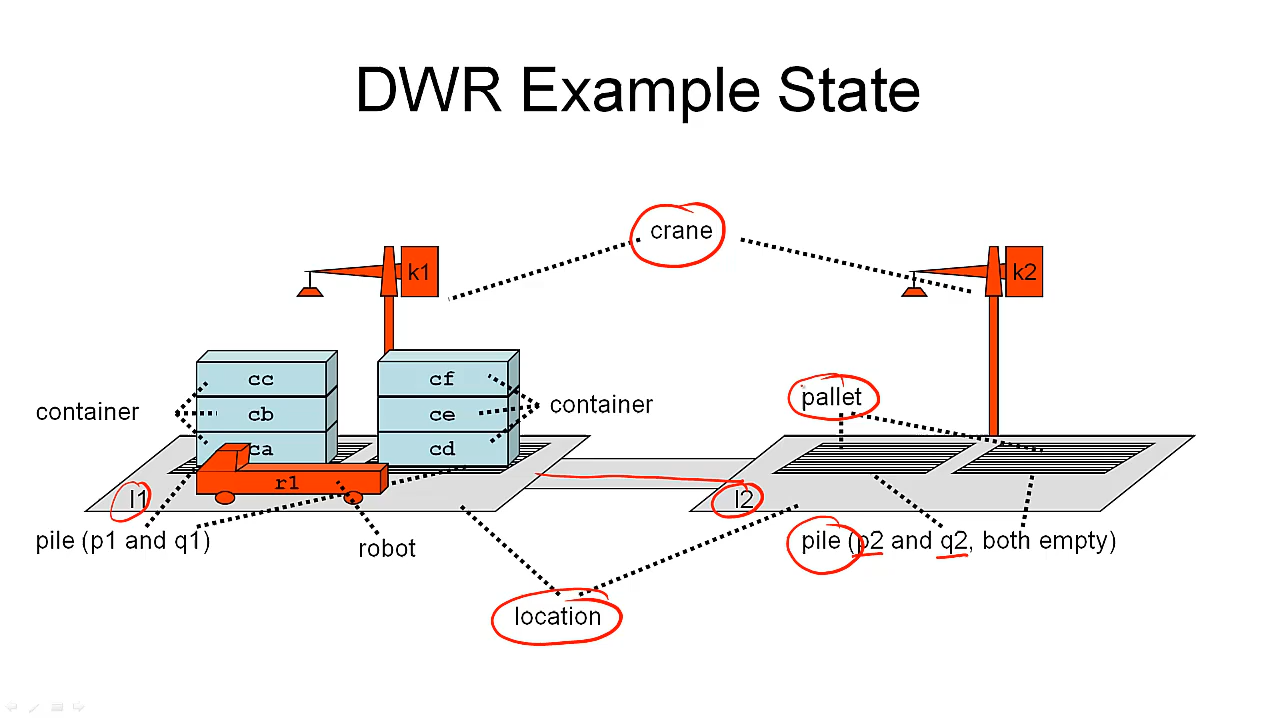 DWR Example State
crane
k1
k2
cc
cf
pallet
container
cb
ce
container
ca
cd
r1
l1
l2
pile (p1 and q1)
robot
pile (p2 and q2, both empty)
location